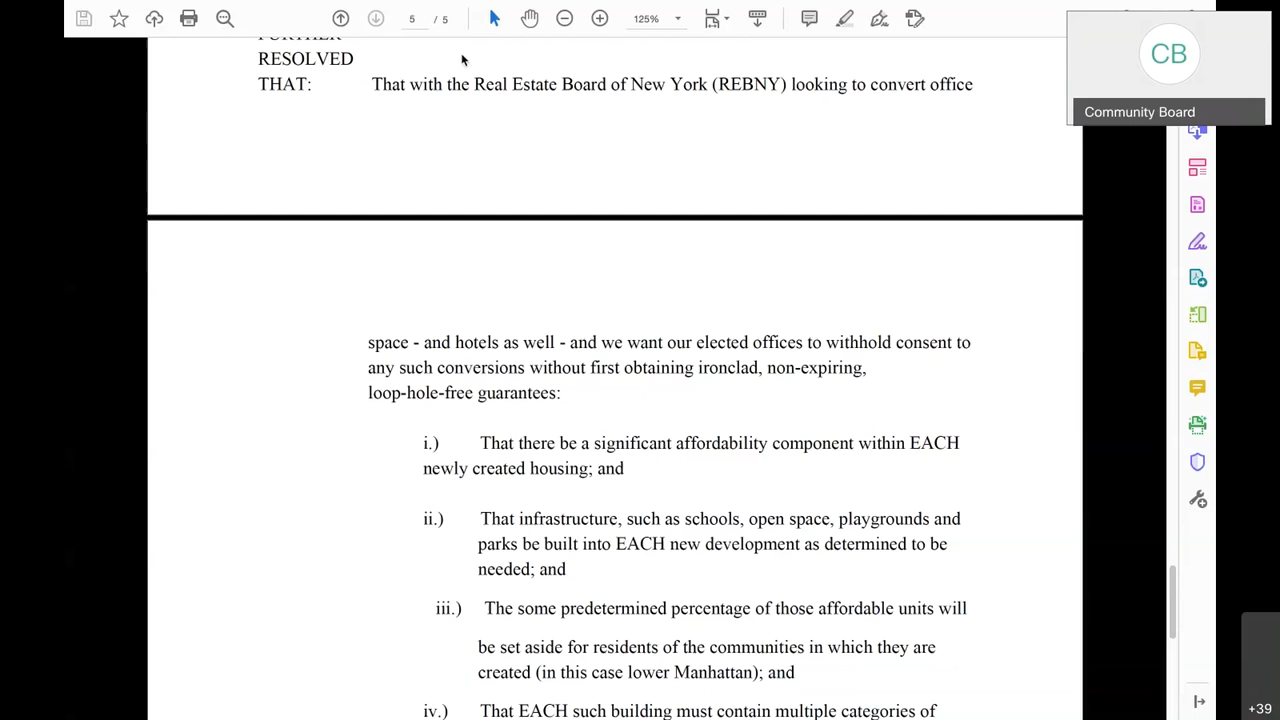 5 / 5
125%
CB
Community Board
RESOLVED
THAT: That with the Real Estate Board of New York (REBNY) looking to convert office
space - and hotels as well - and we want our elected offices to withhold consent to
any such conversions without first obtaining ironclad, non-expiring,
loop-hole-free guarantees:
i.) That there be a significant affordability component within EACH
newly created housing; and
ii.) That infrastructure, such as schools, open space, playgrounds and
parks be built into EACH new development as determined to be
needed; and
iii.) The some predetermined percentage of those affordable units will
be set aside for residents of the communities in which they are
created (in this case lower Manhattan); and
iv.) That EACH such building must contain multiple categories of
+39